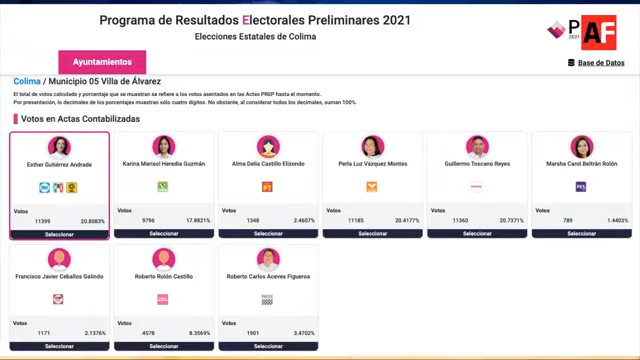 Programa de Resultados Electorales Preliminares 2021
Elecciones Estatales de Colima
P
2021
AF
Ayuntamientos
Base de Datos
Colima / Municipio 05 Villa de Álvarez
El total de votos calculado y porcentaje que se muestran se refiere a los votos asentados en las Actas PREP hasta el momento.
Por presentación, lo decimales de los porcentajes muestran sólo cuatro dígitos. No obstante, al considerar todos los decimales, suman 100%.
Votos en Actas Contabilizadas
Esther Gutiérrez Andrade
PAN PRI
Votos
11399 20.8083%
Seleccionar
Karina Marisol Heredia Guzmán
Votos
9796 17.8821%
Seleccionar
Alma Delia Castillo Elizondo
PT
Votos
1348 2.4607%
Seleccionar
Perla Luz Vázquez Montes
Votos
11185 20.4177%
Seleccionar
Guillermo Toscano Reyes
morena
Votos
11360 20.7371%
Seleccionar
Marsha Carol Beltrán Rolón
PES
Votos
789 1.4403%
Seleccionar
Francisco Javier Ceballos Galindo
Votos
1171 2.1376%
Seleccionar
Roberto Rolón Castillo
Votos
4578 8.3569%
Seleccionar
Roberto Carlos Aceves Figueroa
Votos
1901 3.4702%
Seleccionar